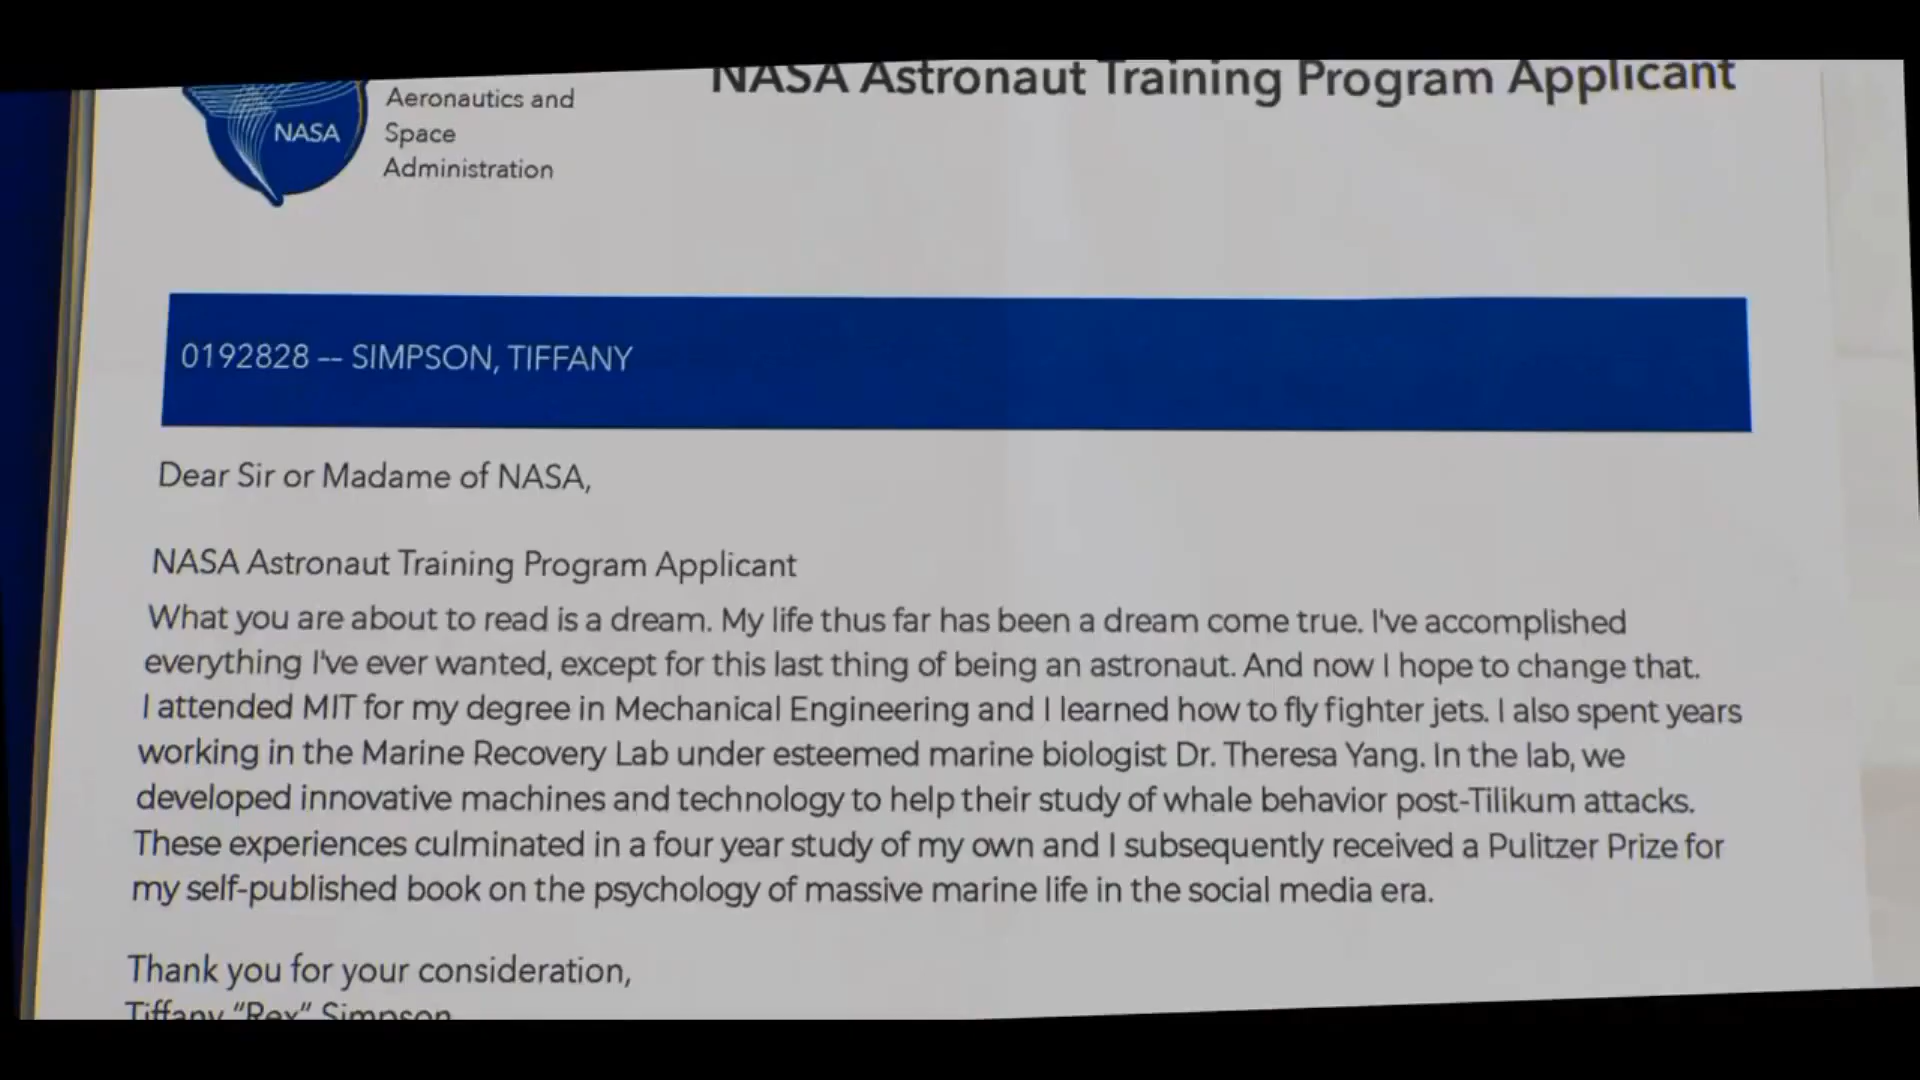 NASA Astronaut Training Program Applicant
Aeronautics and
Space
Administration
NASA
0192828 -- SIMPSON, TIFFANY
Dear Sir or Madame of NASA,
NASA Astronaut Training Program Applicant
What you are about to read is a dream. My life thus far has been a dream come true. I've accomplished
everything I've ever wanted, except for this last thing of being an astronaut. And now I hope to change that.
I attended MIT for my degree in Mechanical Engineering and I learned how to fly fighter jets. I also spent years
working in the Marine Recovery Lab under esteemed marine biologist Dr. Theresa Yang. In the lab, we
developed innovative machines and technology to help their study of whale behavior post-Tilikum attacks.
These experiences culminated in a four year study of my own and I subsequently received a Pulitzer Prize for
my self-published book on the psychology of massive marine life in the social media era.
Thank you for your consideration,
Tiffany “Rex” Simpson